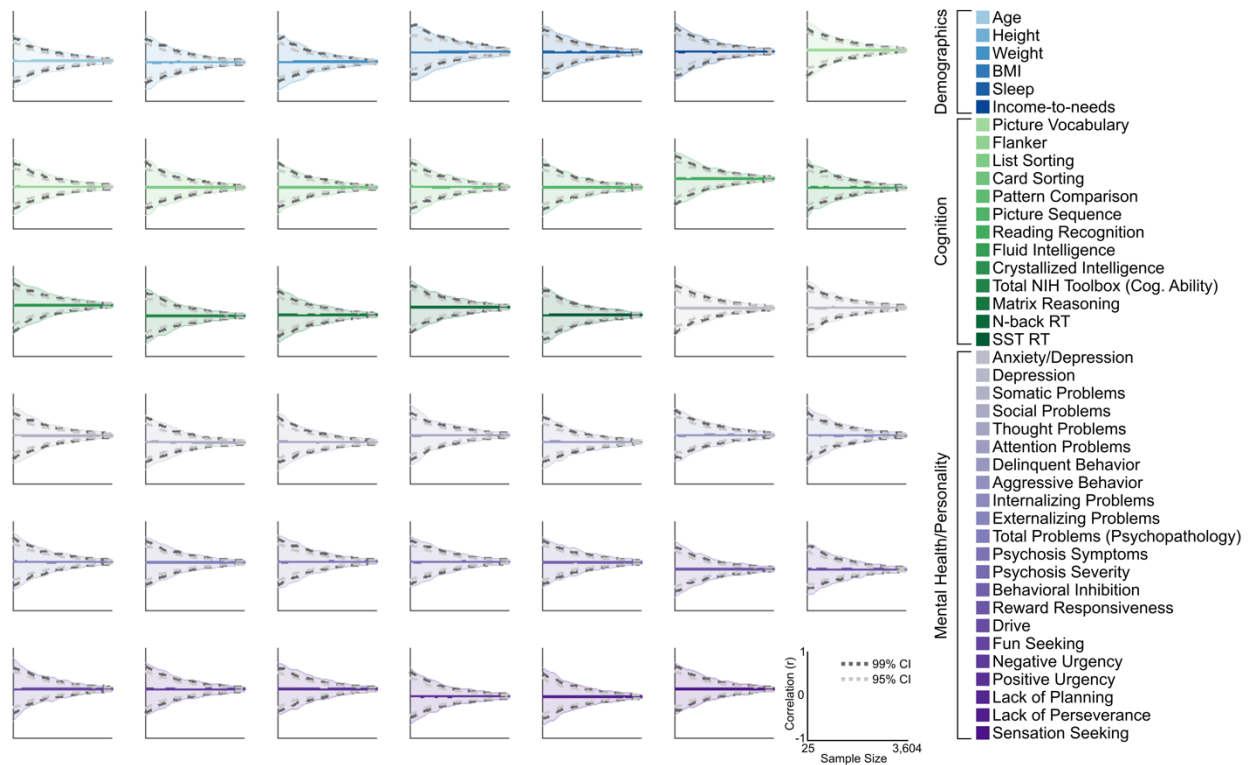 Demographics
Age
Height
Weight
BMI
Sleep
Income-to-needs
Cognition
Picture Vocabulary
Flanker
List Sorting
Card Sorting
Pattern Comparison
Picture Sequence
Reading Recognition
Fluid Intelligence
Crystallized Intelligence
Total NIH Toolbox (Cog. Ability)
Matrix Reasoning
N-back RT
SST RT
Mental Health/Personality
Anxiety/Depression
Depression
Somatic Problems
Social Problems
Thought Problems
Attention Problems
Delinquent Behavior
Aggressive Behavior
Internalizing Problems
Externalizing Problems
Total Problems (Psychopathology)
Psychosis Symptoms
Psychosis Severity
Behavioral Inhibition
Reward Responsiveness
Drive
Fun Seeking
Negative Urgency
Positive Urgency
Lack of Planning
Lack of Perseverance
Sensation Seeking
Correlation (r)
1
0
-1
99% CI
95% CI
25
3,604
Sample Size